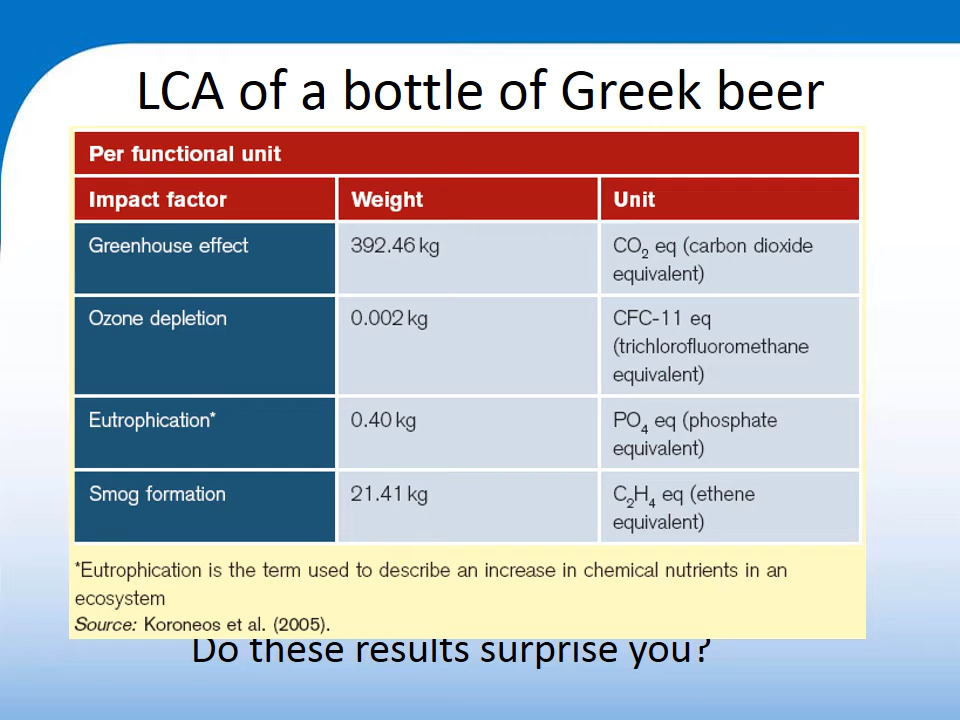 LCA of a bottle of Greek beer
Per functional unit
Impact factor Weight Unit
Greenhouse effect 392.46 kg CO₂ eq (carbon dioxide
equivalent)
Ozone depletion 0.002 kg CFC-11 eq
(trichlorofluoromethane
equivalent)
Eutrophication* 0.40 kg PO₄ eq (phosphate
equivalent)
Smog formation 21.41 kg C₂H₄ eq (ethene
equivalent)
*Eutrophication is the term used to describe an increase in chemical nutrients in an
ecosystem
Source: Koroneos et al. (2005).
Do these results surprise you?